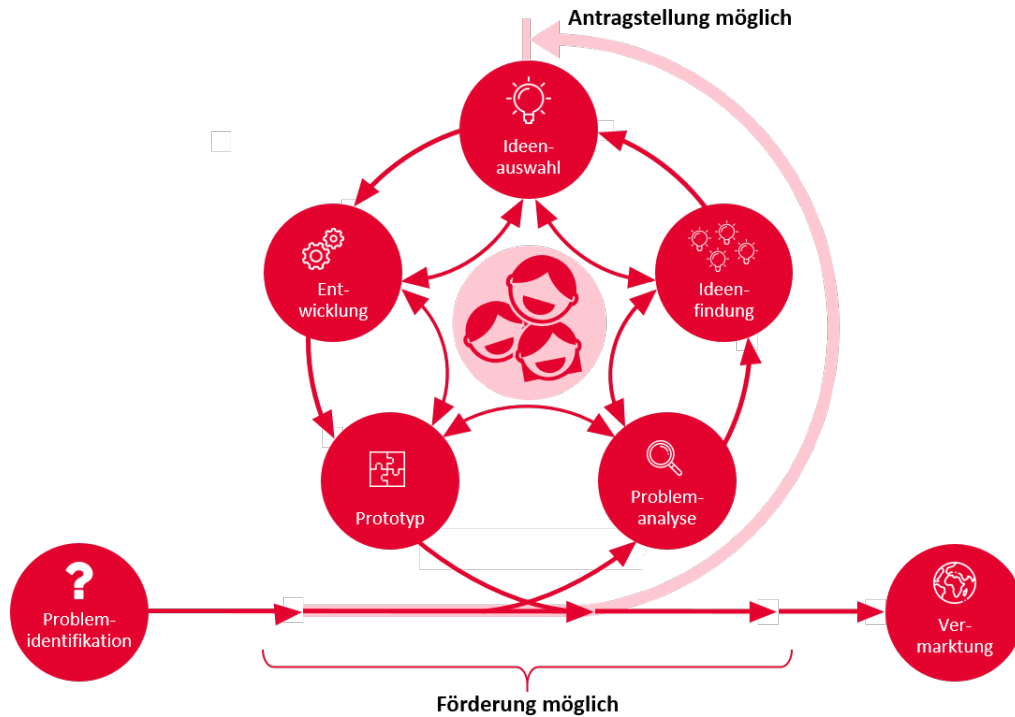 Antragstellung möglich
Ideen-
auswahl
Ent-
wicklung
Ideen-
findung
Prototyp
Problem-
analyse
?
Problem-
identifikation
Ver-
marktung
Förderung möglich